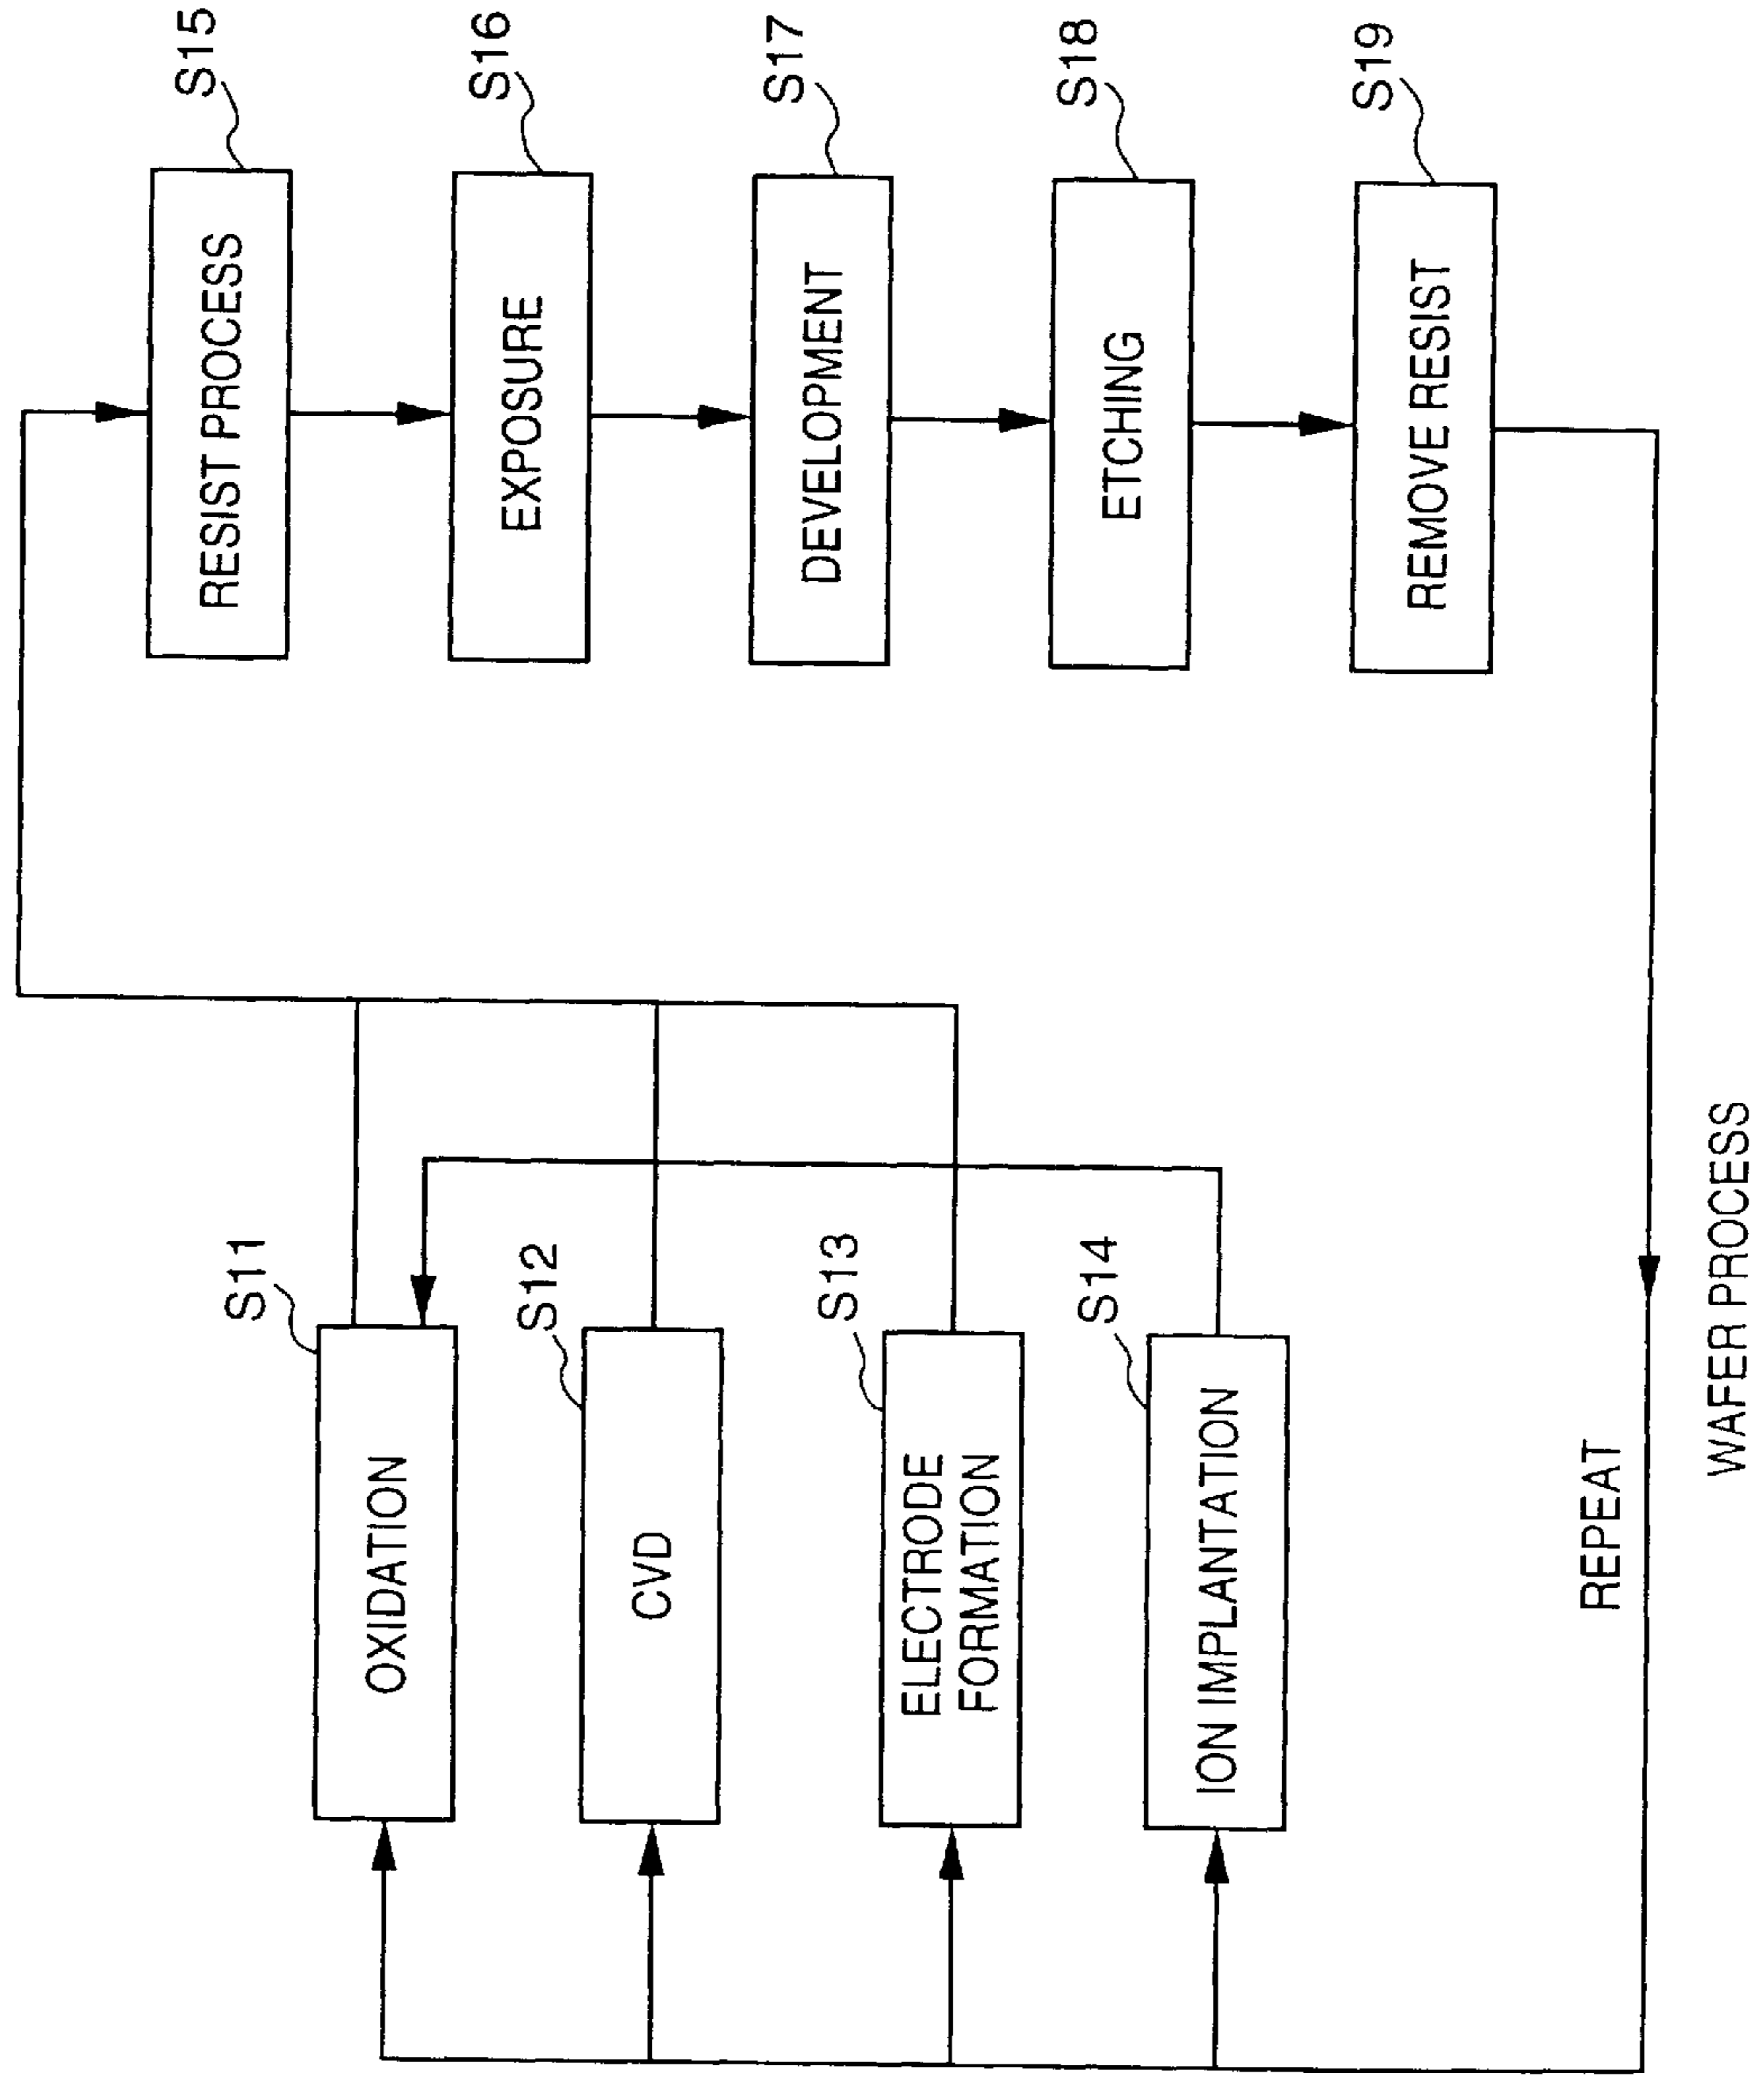 S11
OXIDATION
S12
CVD
S13
ELECTRODE
FORMATION
S14
ION IMPLANTATION
S15
RESIST PROCESS
S16
EXPOSURE
S17
DEVELOPMENT
S18
ETCHING
S19
REMOVE RESIST
REPEAT
WAFER PROCESS